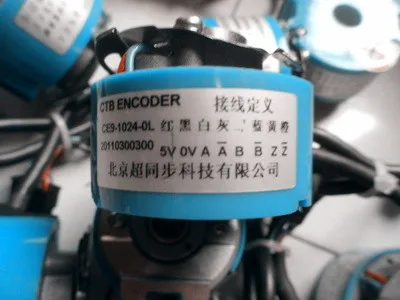 CTB ENCODER 接线定义
CE9-1024-0L 红 黑 白 灰 蓝 黄 橙
20110300300 5V 0V A A̅ B B̅ Z Z̅
北京超同步科技有限公司